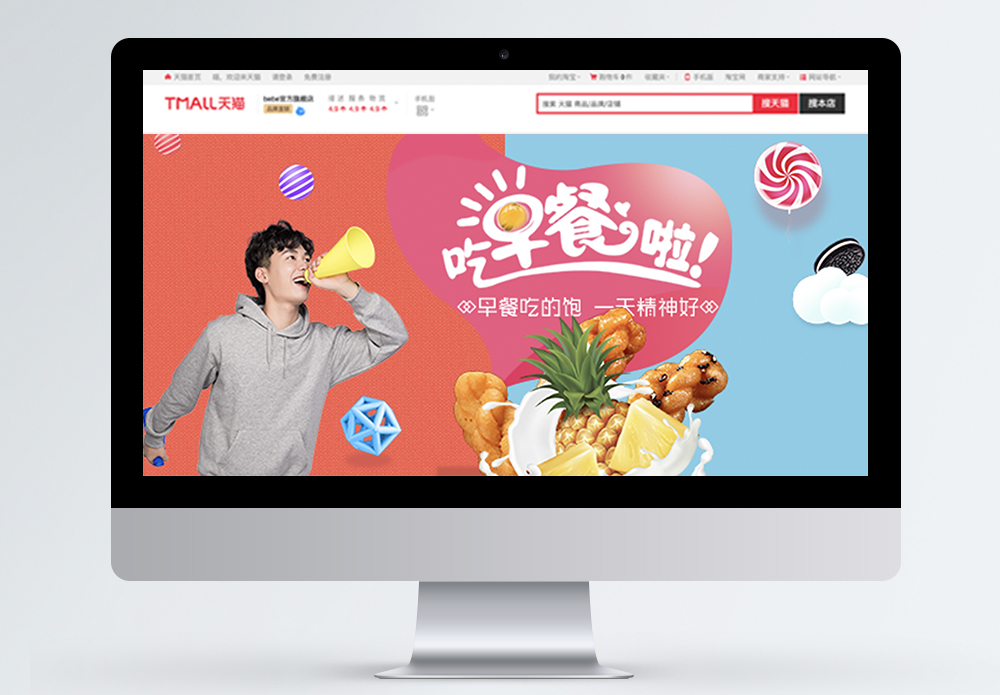 天猫首页 喵，欢迎来天猫 请登录 免费注册
我的淘宝 购物车0件 收藏夹 手机版 淘宝网 商家支持 网站导航
TMALL天猫
bebe官方旗舰店
品牌直销
描述 服务 物流
4.9 4.9 4.9
手机逛
搜索 天猫 商品/品牌/店铺
搜天猫
搜本店
吃早餐啦!
早餐吃的饱 一天精神好